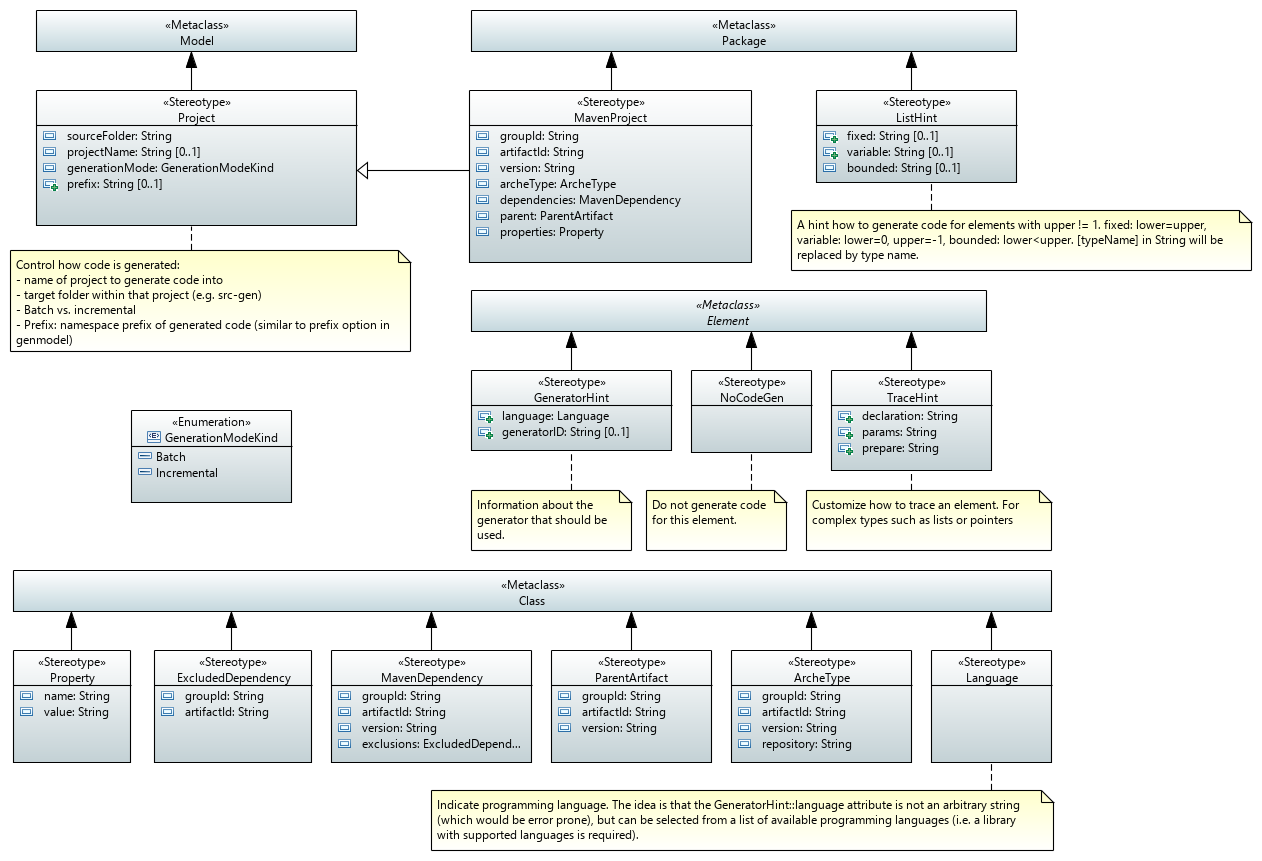 «Metaclass»
Model
«Metaclass»
Package
«Stereotype»
Project
sourceFolder: String
projectName: String [0..1]
generationMode: GenerationModeKind
prefix: String [0..1]
«Stereotype»
MavenProject
groupId: String
artifactId: String
version: String
archeType: ArcheType
dependencies: MavenDependency
parent: ParentArtifact
properties: Property
«Stereotype»
ListHint
fixed: String [0..1]
variable: String [0..1]
bounded: String [0..1]
A hint how to generate code for elements with upper != 1. fixed: lower=upper,
variable: lower=0, upper=-1, bounded: lower<upper. [typeName] in String will be
replaced by type name.
Control how code is generated:
- name of project to generate code into
- target folder within that project (e.g. src-gen)
- Batch vs. incremental
- Prefix: namespace prefix of generated code (similar to prefix option in
genmodel)
«Metaclass»
Element
«Stereotype»
GeneratorHint
language: Language
generatorID: String [0..1]
«Stereotype»
NoCodeGen
«Stereotype»
TraceHint
declaration: String
params: String
prepare: String
«Enumeration»
GenerationModeKind
Batch
Incremental
Information about the
generator that should be
used.
Do not generate code
for this element.
Customize how to trace an element. For
complex types such as lists or pointers
«Metaclass»
Class
«Stereotype»
Property
name: String
value: String
«Stereotype»
ExcludedDependency
groupId: String
artifactId: String
«Stereotype»
MavenDependency
groupId: String
artifactId: String
version: String
exclusions: ExcludedDepend...
«Stereotype»
ParentArtifact
groupId: String
artifactId: String
version: String
«Stereotype»
ArcheType
groupId: String
artifactId: String
version: String
repository: String
«Stereotype»
Language
Indicate programming language. The idea is that the GeneratorHint::language attribute is not an arbitrary string
(which would be error prone), but can be selected from a list of available programming languages (i.e. a library
with supported languages is required).